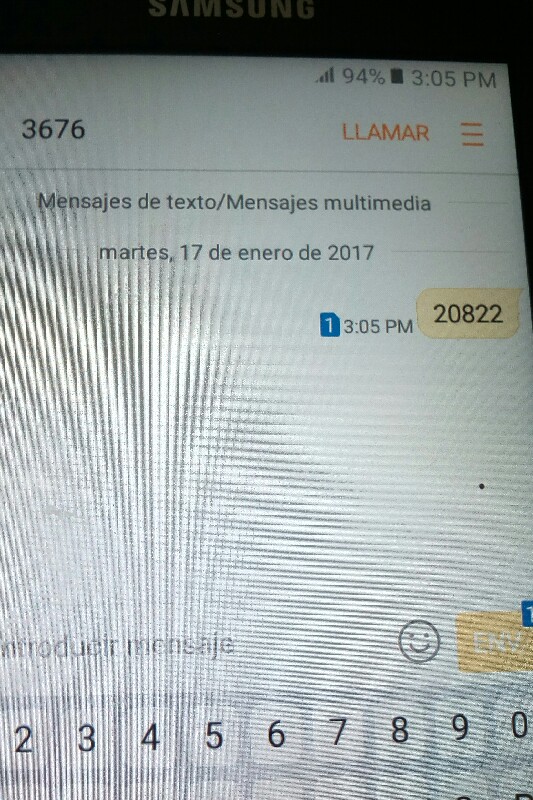 SAMSUNG
94% 3:05 PM
3676 LLAMAR
Mensajes de texto/Mensajes multimedia
martes, 17 de enero de 2017
1 3:05 PM 20822
1
ntroducir mensaje ENV
2 3 4 5 6 7 8 9 0